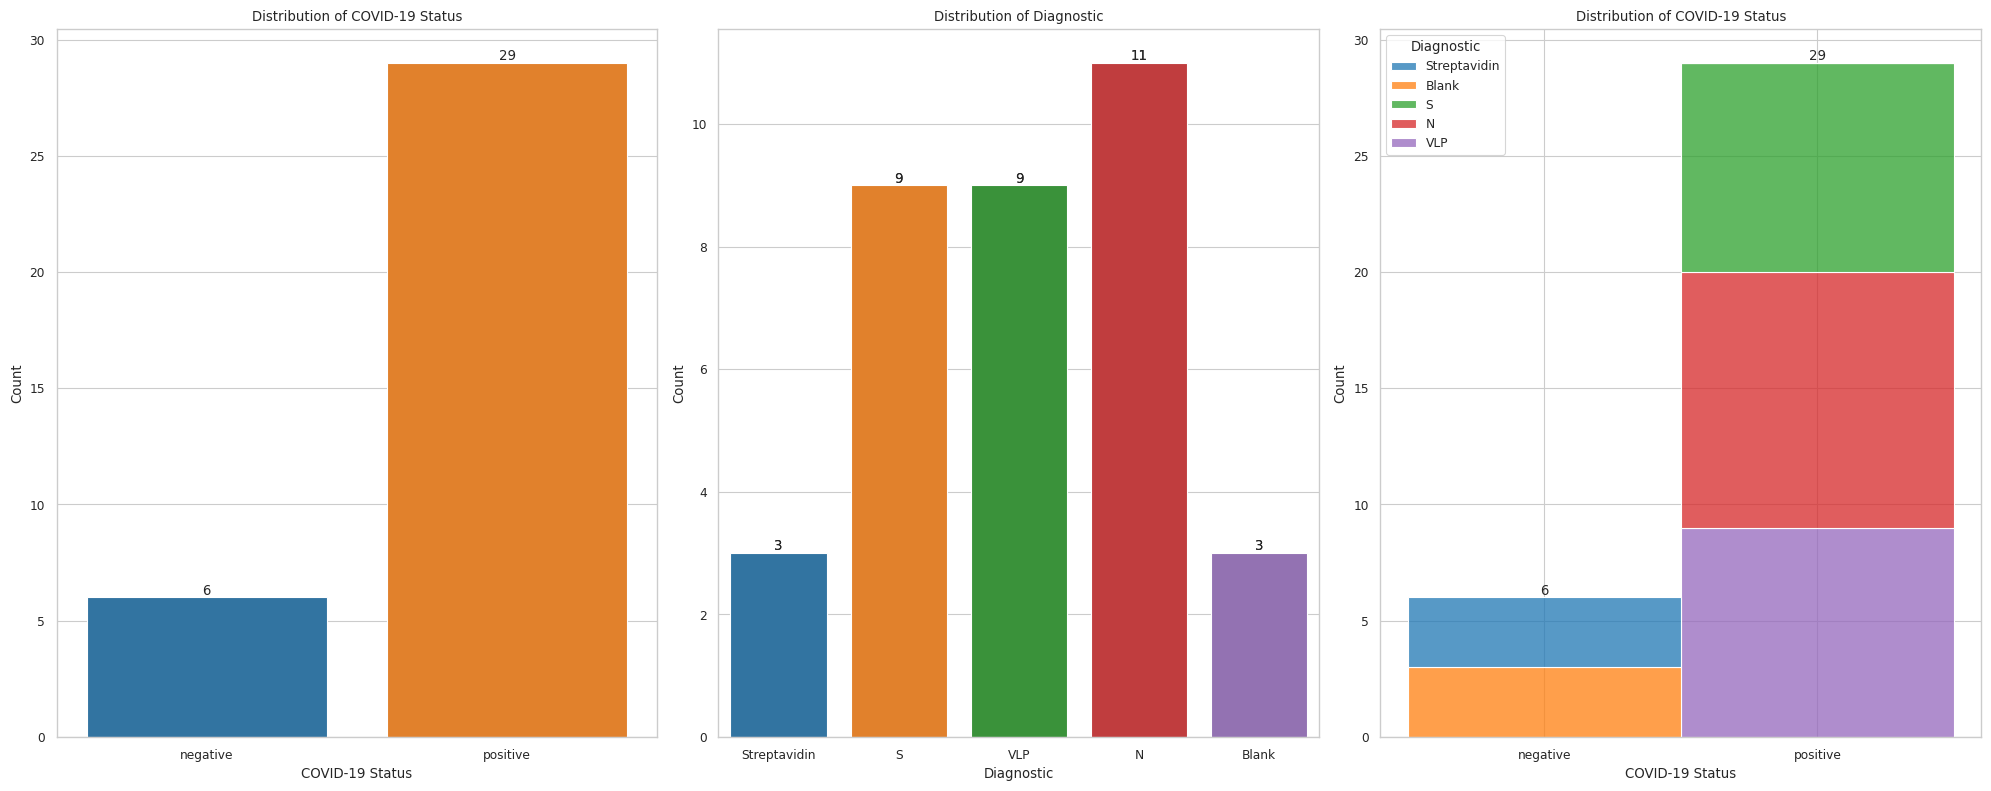 Distribution of COVID-19 Status
30
25
20
15
10
5
0
Count
29
6
negative
positive
COVID-19 Status
Distribution of Diagnostic
10
8
6
4
2
0
Count
3
9
9
11
3
Streptavidin
S
VLP
N
Blank
Diagnostic
Distribution of COVID-19 Status
30
25
20
15
10
5
0
Count
Diagnostic
Streptavidin
Blank
S
N
VLP
29
6
negative
positive
COVID-19 Status